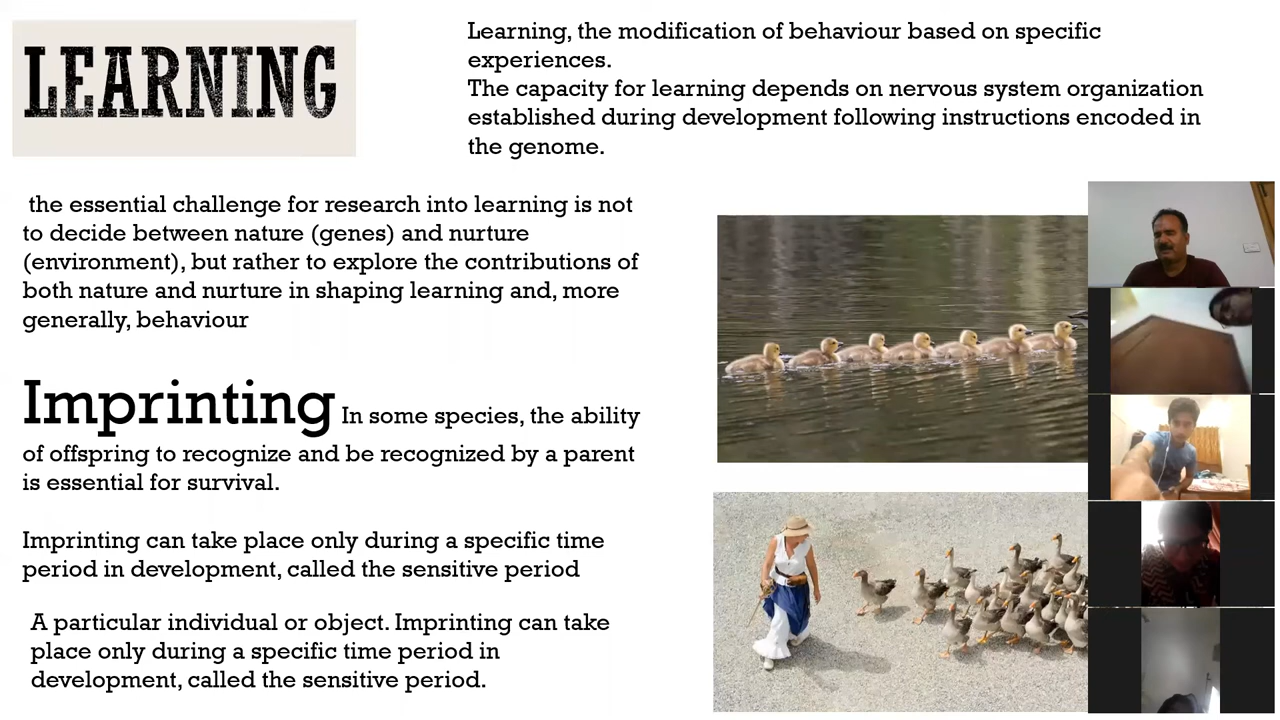 LEARNING
Learning, the modification of behaviour based on specific
experiences.
The capacity for learning depends on nervous system organization
established during development following instructions encoded in
the genome.
the essential challenge for research into learning is not
to decide between nature (genes) and nurture
(environment), but rather to explore the contributions of
both nature and nurture in shaping learning and, more
generally, behaviour
Imprinting In some species, the ability
of offspring to recognize and be recognized by a parent
is essential for survival.
Imprinting can take place only during a specific time
period in development, called the sensitive period
A particular individual or object. Imprinting can take
place only during a specific time period in
development, called the sensitive period.